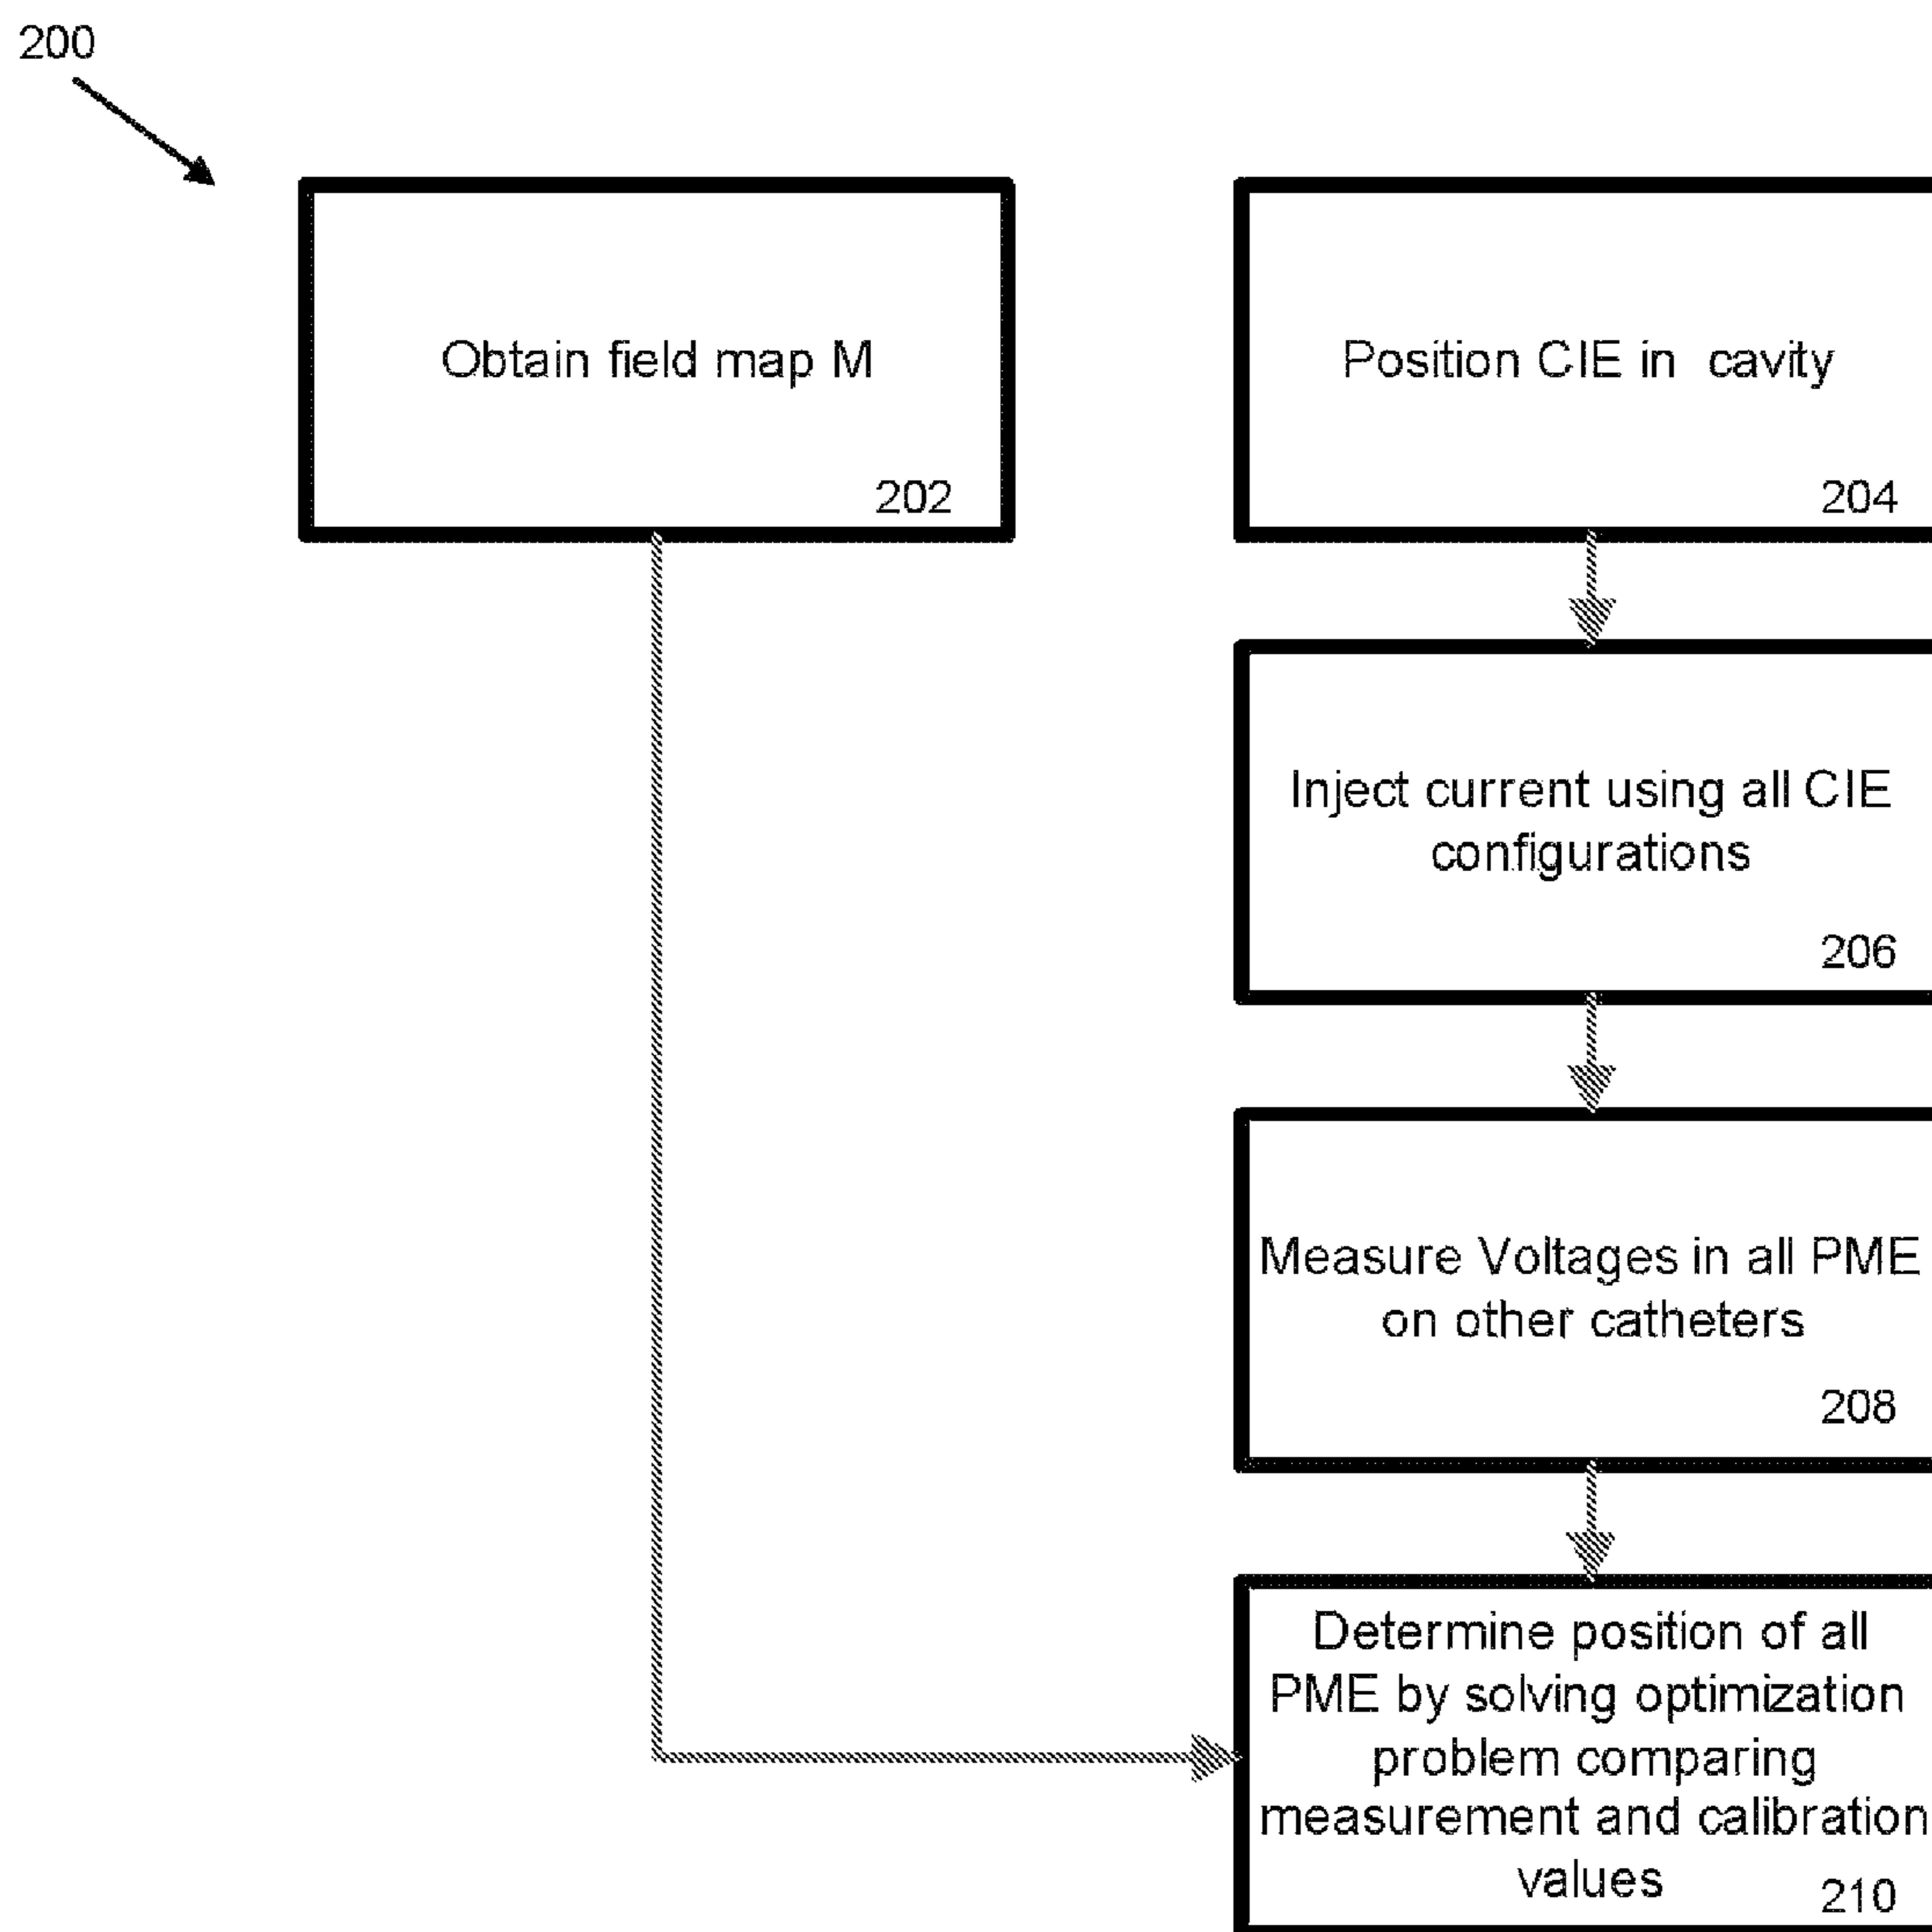 200
Obtain field map M
202
Position CIE in cavity
204
Inject current using all CIE
configurations
206
Measure Voltages in all PME
on other catheters
208
Determine position of all
PME by solving optimization
problem comparing
measurement and calibration
values
210